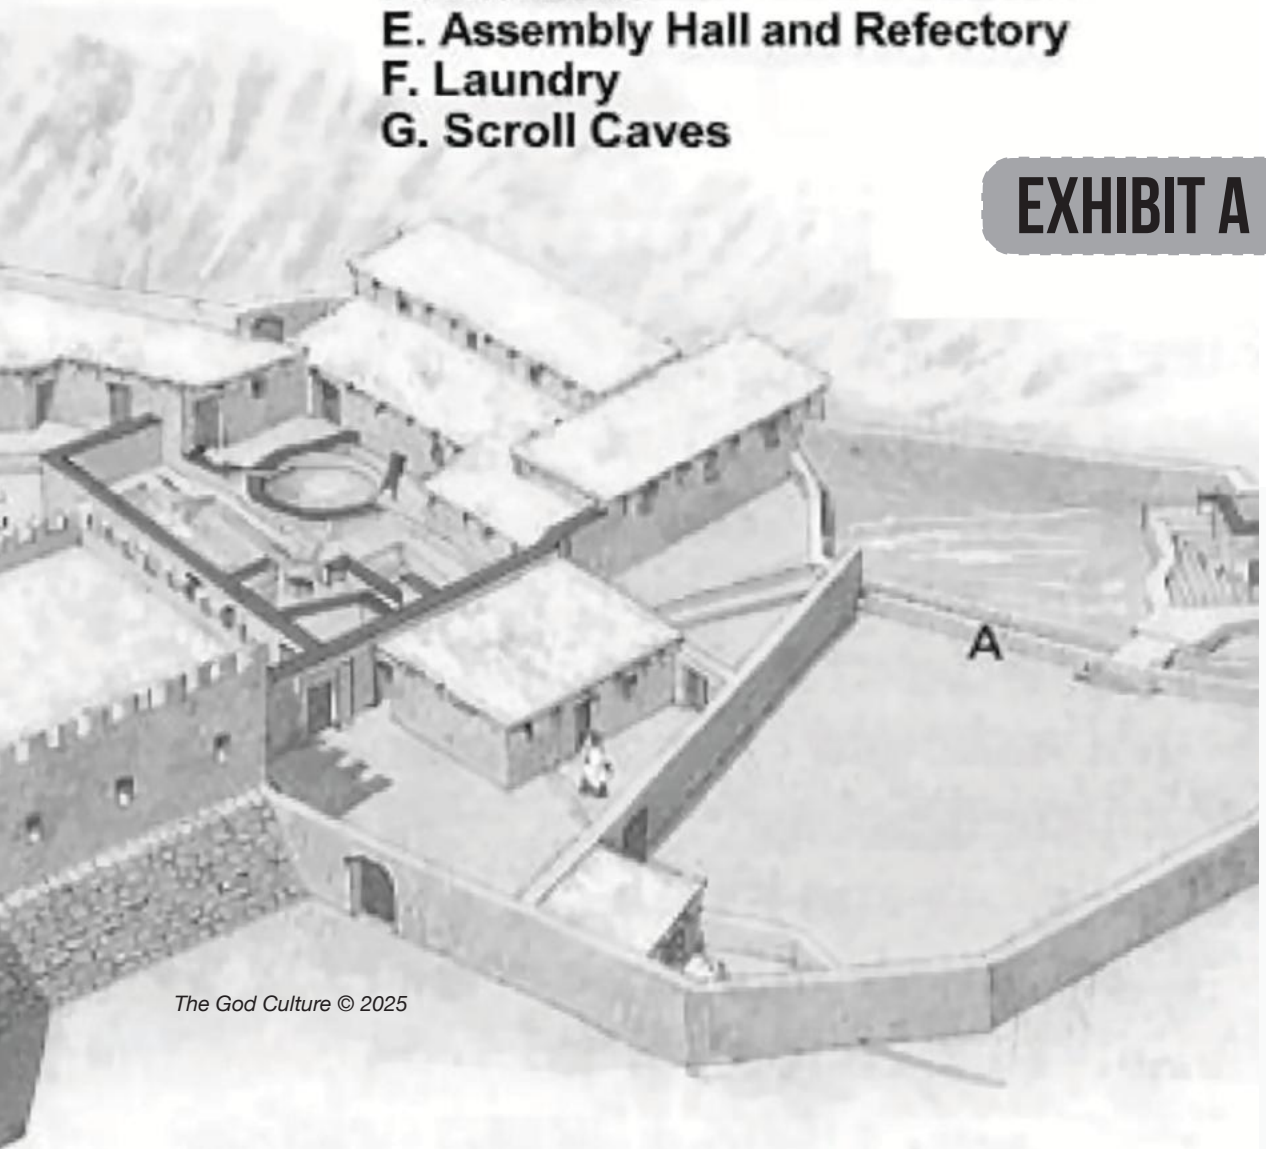 E. Assembly Hall and Refectory
F. Laundry
G. Scroll Caves
EXHIBIT A
A
The God Culture © 2025